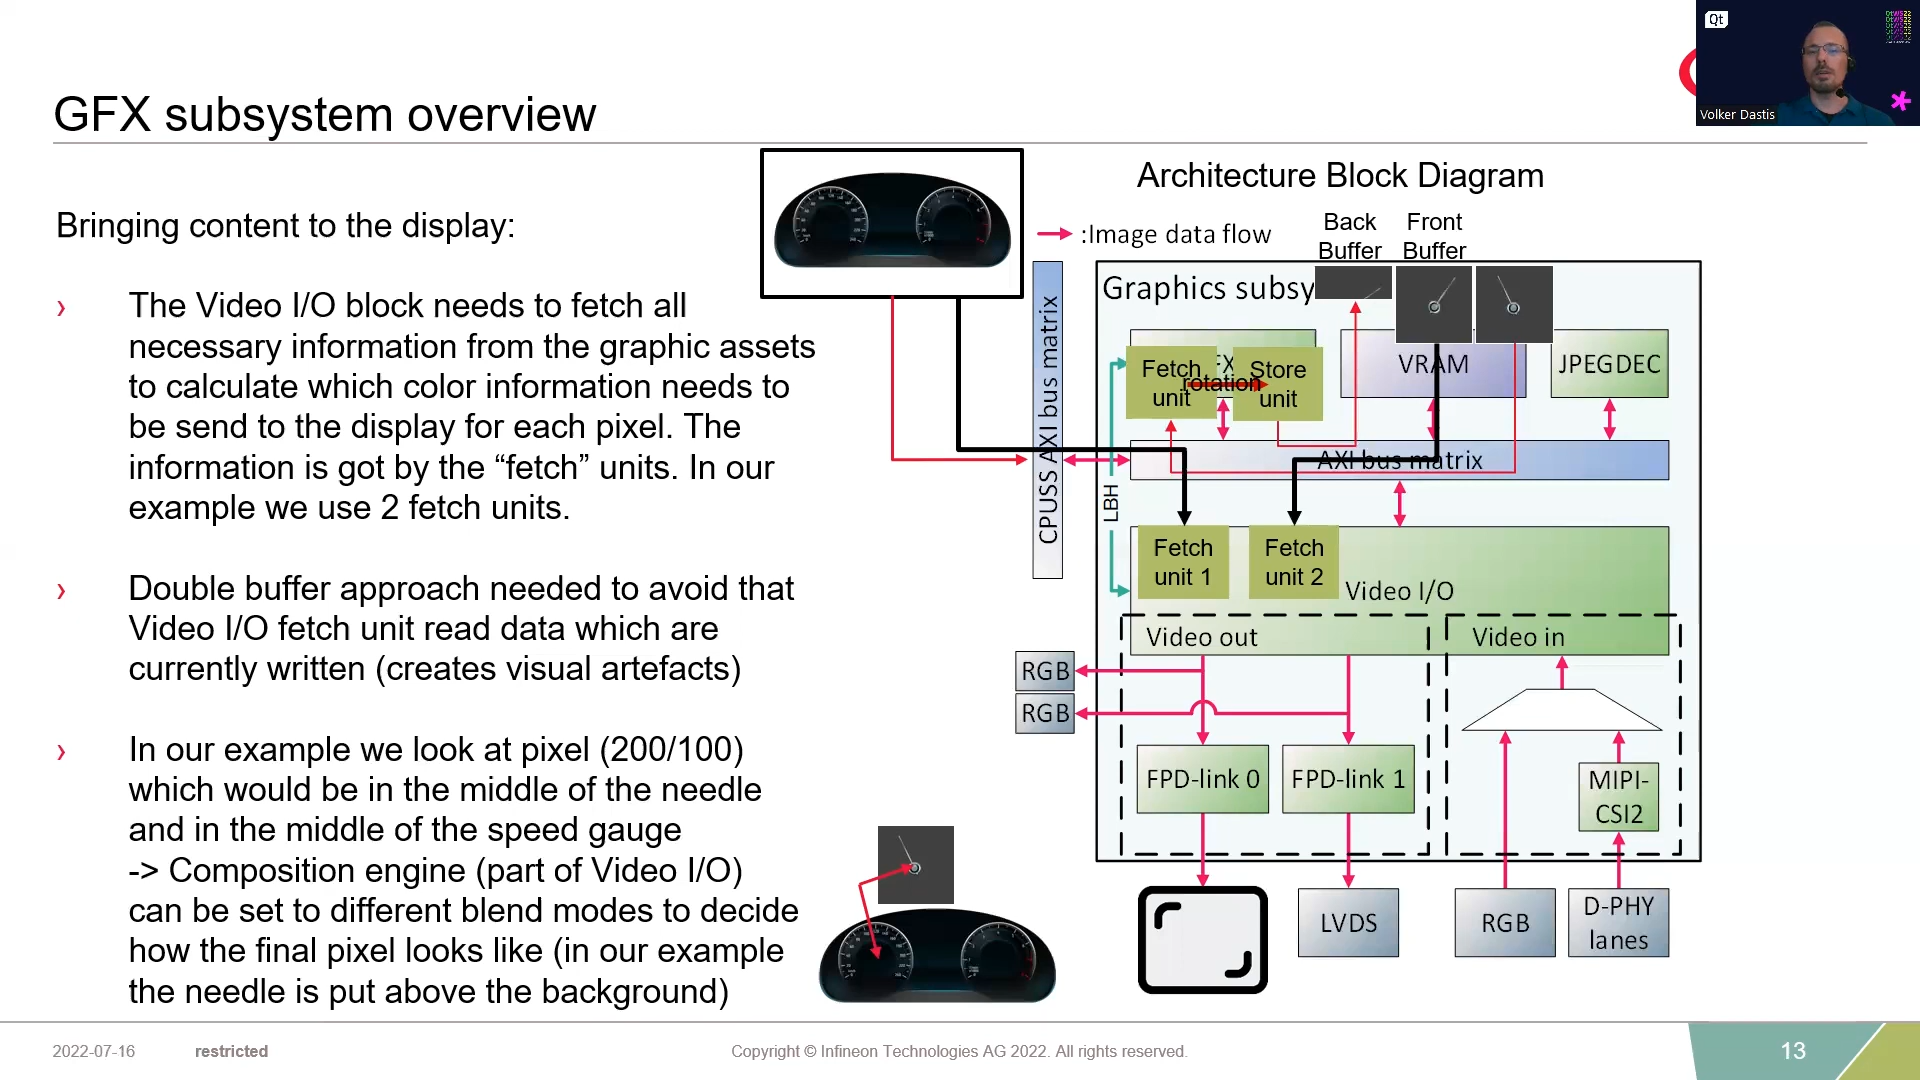 Qt
Volker Dastis
GFX subsystem overview
Bringing content to the display:
› The Video I/O block needs to fetch all
necessary information from the graphic assets
to calculate which color information needs to
be send to the display for each pixel. The
information is got by the “fetch” units. In our
example we use 2 fetch units.
› Double buffer approach needed to avoid that
Video I/O fetch unit read data which are
currently written (creates visual artefacts)
› In our example we look at pixel (200/100)
which would be in the middle of the needle
and in the middle of the speed gauge
-> Composition engine (part of Video I/O)
can be set to different blend modes to decide
how the final pixel looks like (in our example
the needle is put above the background)
Architecture Block Diagram
:Image data flow
Back
Buffer
Front
Buffer
CPUSS AXI bus matrix
Graphics subsy
Fetch
unit
rotation
Store
unit
VRAM
JPEGDEC
AXI bus matrix
LBH
Fetch
unit 1
Fetch
unit 2
Video I/O
Video out
Video in
RGB
RGB
FPD-link 0
FPD-link 1
MIPI-
CSI2
LVDS
RGB
D-PHY
lanes
2022-07-16
restricted
Copyright © Infineon Technologies AG 2022. All rights reserved.
13